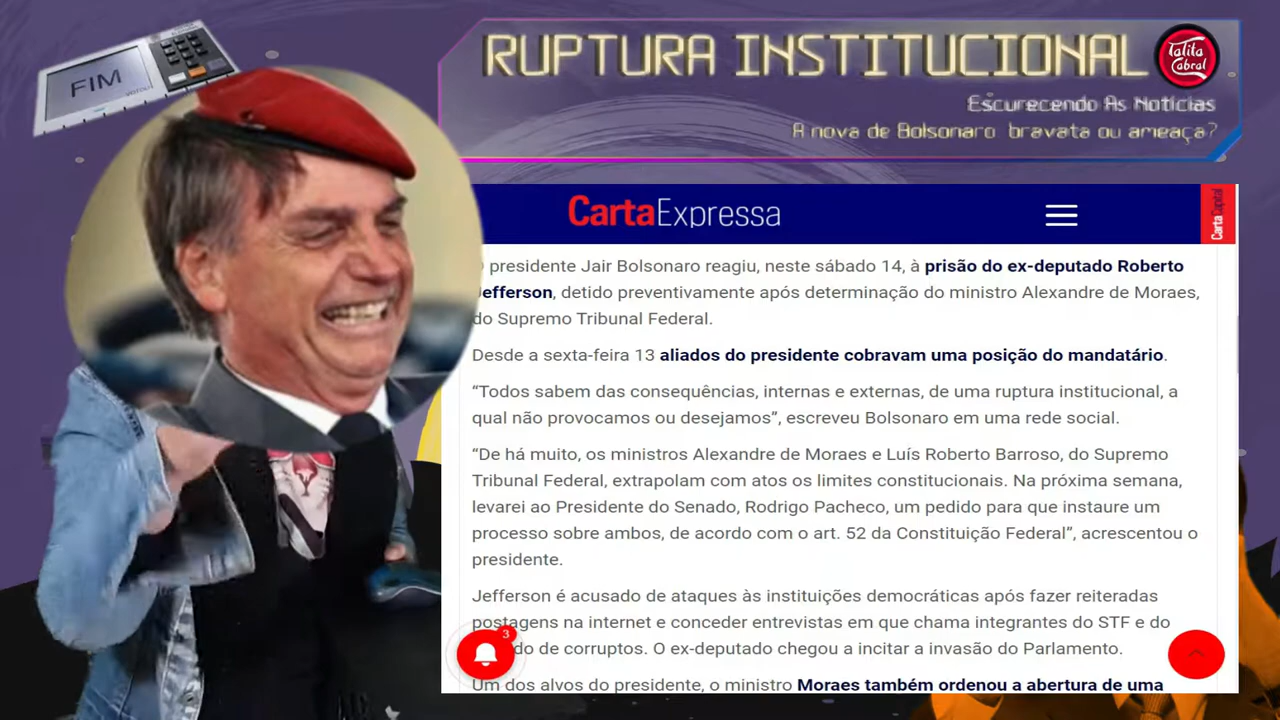 FIM
RUPTURA INSTITUCIONAL
Talita
Cabral
Escurecendo As Notícias
A nova de Bolsonaro bravata ou ameaça?
CartaExpressa
CartaCapital
presidente Jair Bolsonaro reagiu, neste sábado 14, à prisão do ex-deputado Roberto
Jefferson, detido preventivamente após determinação do ministro Alexandre de Moraes,
do Supremo Tribunal Federal.
Desde a sexta-feira 13 aliados do presidente cobravam uma posição do mandatário.
“Todos sabem das consequências, internas e externas, de uma ruptura institucional, a
qual não provocamos ou desejamos”, escreveu Bolsonaro em uma rede social.
“De há muito, os ministros Alexandre de Moraes e Luís Roberto Barroso, do Supremo
Tribunal Federal, extrapolam com atos os limites constitucionais. Na próxima semana,
levarei ao Presidente do Senado, Rodrigo Pacheco, um pedido para que instaure um
processo sobre ambos, de acordo com o art. 52 da Constituição Federal”, acrescentou o
presidente.
Jefferson é acusado de ataques às instituições democráticas após fazer reiteradas
postagens na internet e conceder entrevistas em que chama integrantes do STF e do
do de corruptos. O ex-deputado chegou a incitar a invasão do Parlamento.
3
Um dos alvos do presidente, o ministro Moraes também ordenou a abertura de uma